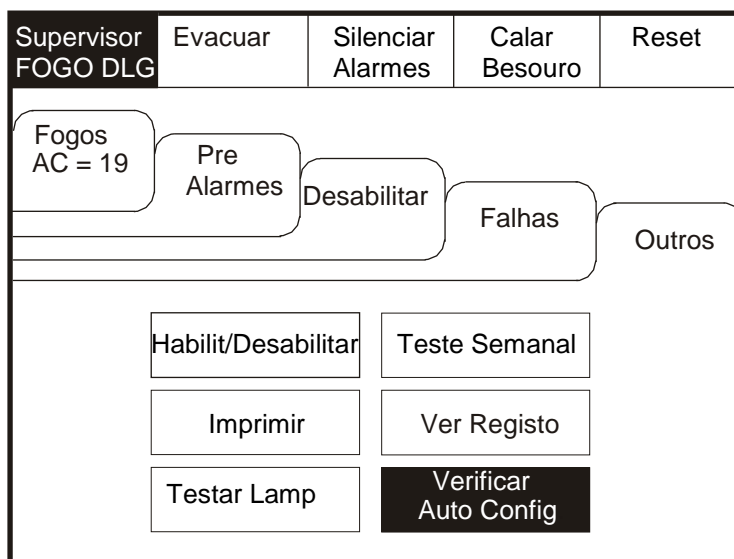 Supervisor
FOGO DLG
Evacuar
Silenciar
Alarmes
Calar
Besouro
Reset
Fogos
AC = 19
Pre
Alarmes
Desabilitar
Falhas
Outros
Habilit/Desabilitar
Teste Semanal
Imprimir
Ver Registo
Testar Lamp
Verificar
Auto Config